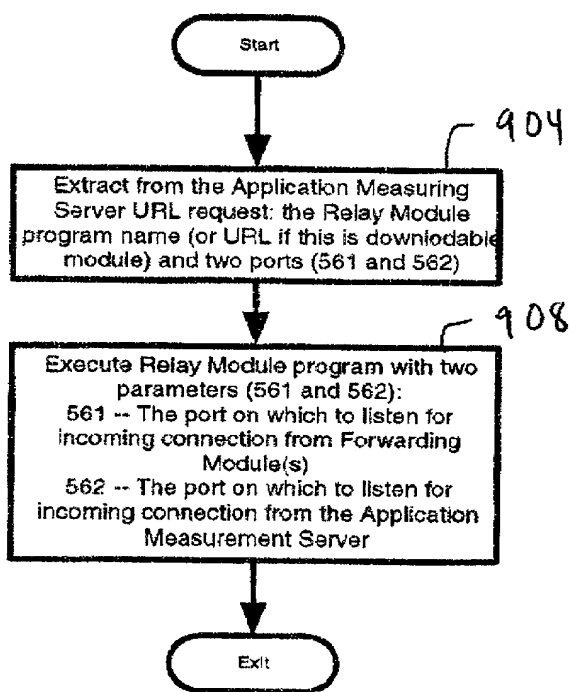 Start
904
Extract from the Application Measuring
Server URL request: the Relay Module
program name (or URL if this is downlodable
module) and two ports (561 and 562)
908
Execute Relay Module program with two
parameters (561 and 562):
561 -- The port on which to listen for
incoming connection from Forwarding
Module(s)
562 -- The port on which to listen for
incoming connection from the Application
Measurement Server
Exit